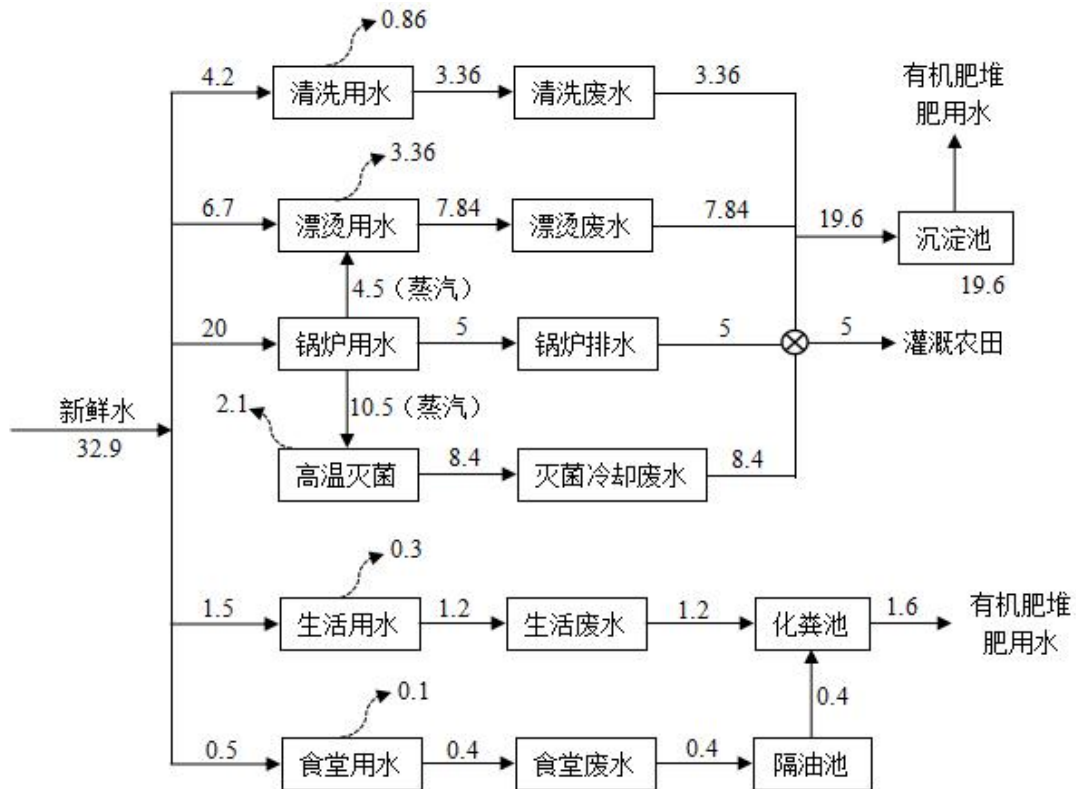 0.86
4.2
清洗用水
3.36
清洗废水
3.36
有机肥堆
肥用水
3.36
6.7
漂烫用水
7.84
漂烫废水
7.84
19.6
沉淀池
19.6
4.5（蒸汽）
20
锅炉用水
5
锅炉排水
5
5
灌溉农田
新鲜水
32.9
2.1
10.5（蒸汽）
高温灭菌
8.4
灭菌冷却废水
8.4
0.3
1.5
生活用水
1.2
生活废水
1.2
化粪池
1.6
有机肥堆
肥用水
0.1
0.4
0.5
食堂用水
0.4
食堂废水
0.4
隔油池